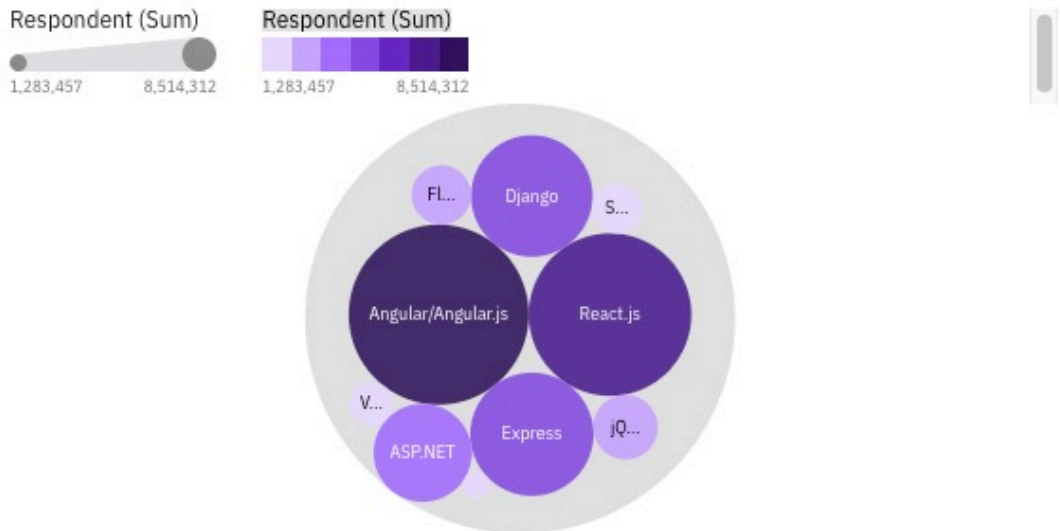 Respondent (Sum)
1,283,457 8,514,312
Respondent (Sum)
1,283,457 8,514,312
Django
Fl...
S...
Angular/Angular.js
React.js
V...
Express
jQ...
ASP.NET